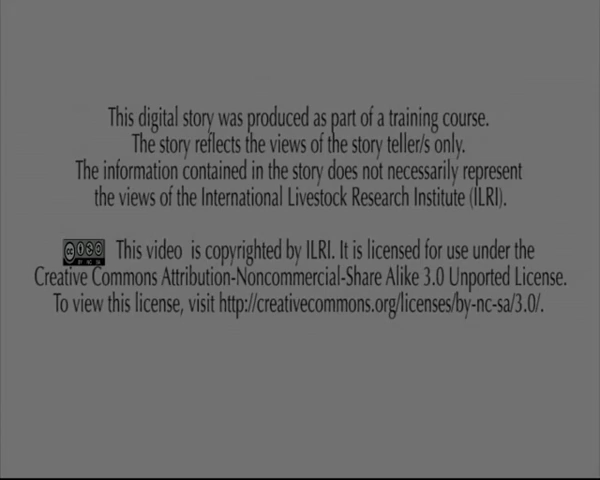 This digital story was produced as part of a training course.
The story reflects the views of the story teller/s only.
The information contained in the story does not necessarily represent
the views of the International Livestock Research Institute (ILRI).
This video is copyrighted by ILRI. It is licensed for use under the
Creative Commons Attribution-Noncommercial-Share Alike 3.0 Unported License.
To view this license, visit http://creativecommons.org/licenses/by-nc-sa/3.0/.